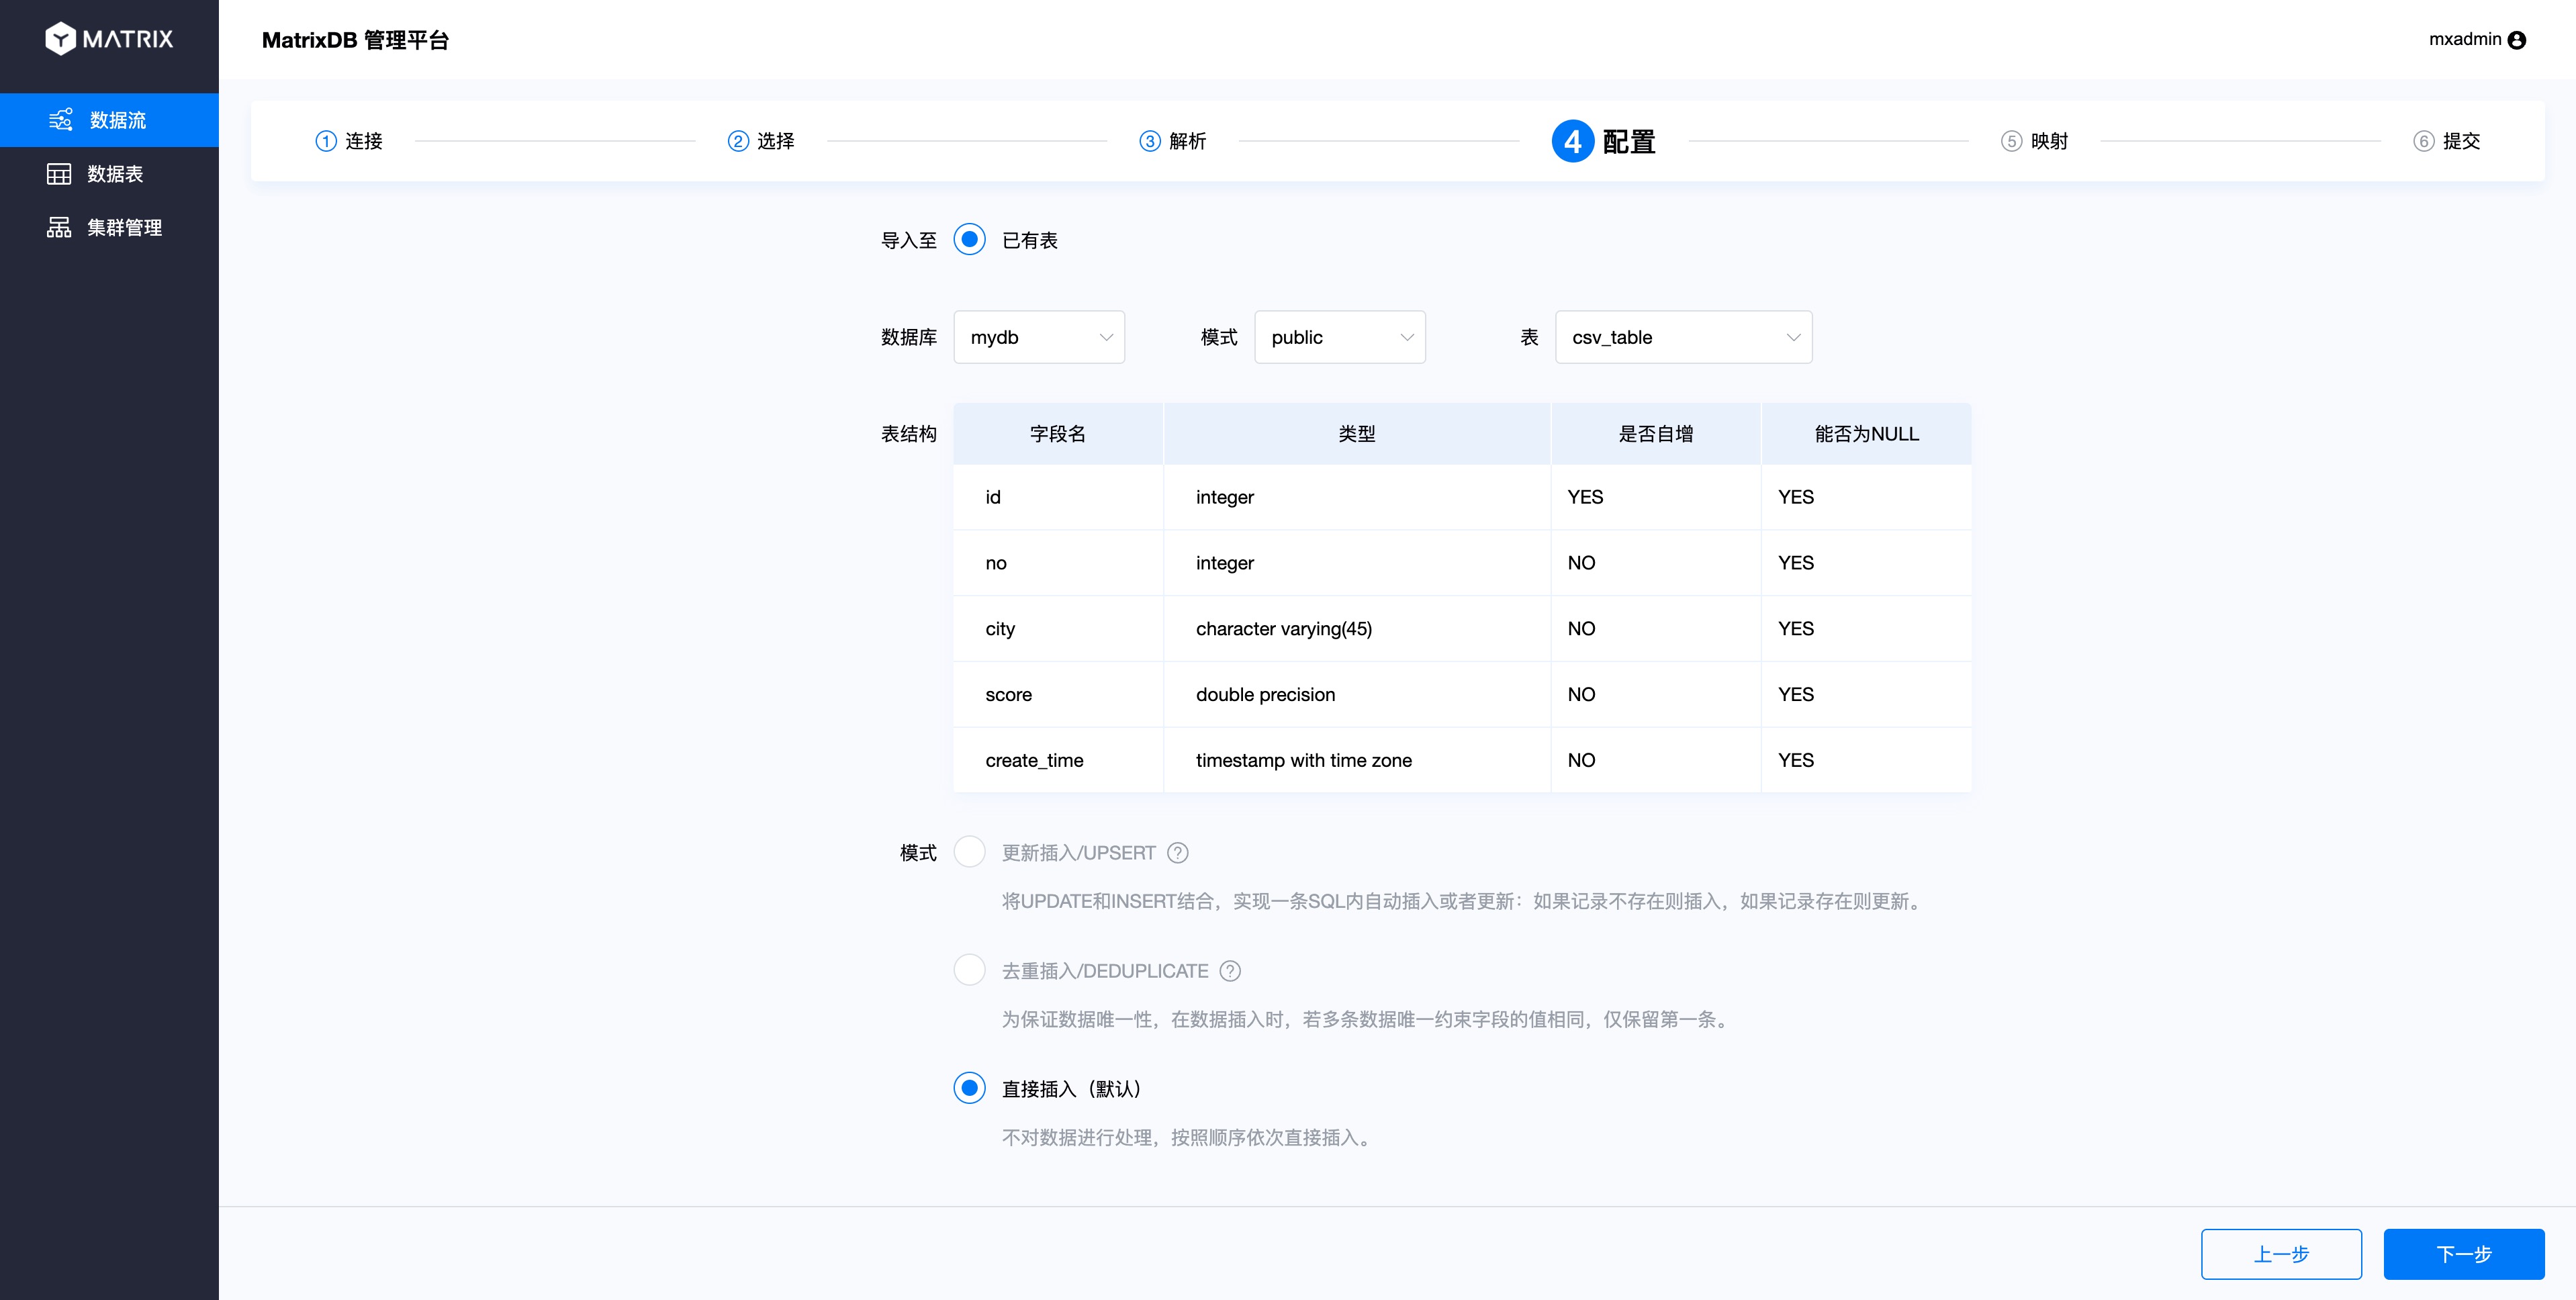 MATRIX
MatrixDB 管理平台
mxadmin
数据流
数据表
集群管理
1 连接
2 选择
3 解析
4 配置
5 映射
6 提交
导入至 已有表
数据库 mydb 模式 public 表 csv_table
表结构 字段名 类型 是否自增 能否为NULL
id integer YES YES
no integer NO YES
city character varying(45) NO YES
score double precision NO YES
create_time timestamp with time zone NO YES
模式 更新插入/UPSERT ?
将UPDATE和INSERT结合，实现一条SQL内自动插入或者更新：如果记录不存在则插入，如果记录存在则更新。
去重插入/DEDUPLICATE ?
为保证数据唯一性，在数据插入时，若多条数据唯一约束字段的值相同，仅保留第一条。
直接插入（默认）
不对数据进行处理，按照顺序依次直接插入。
上一步 下一步